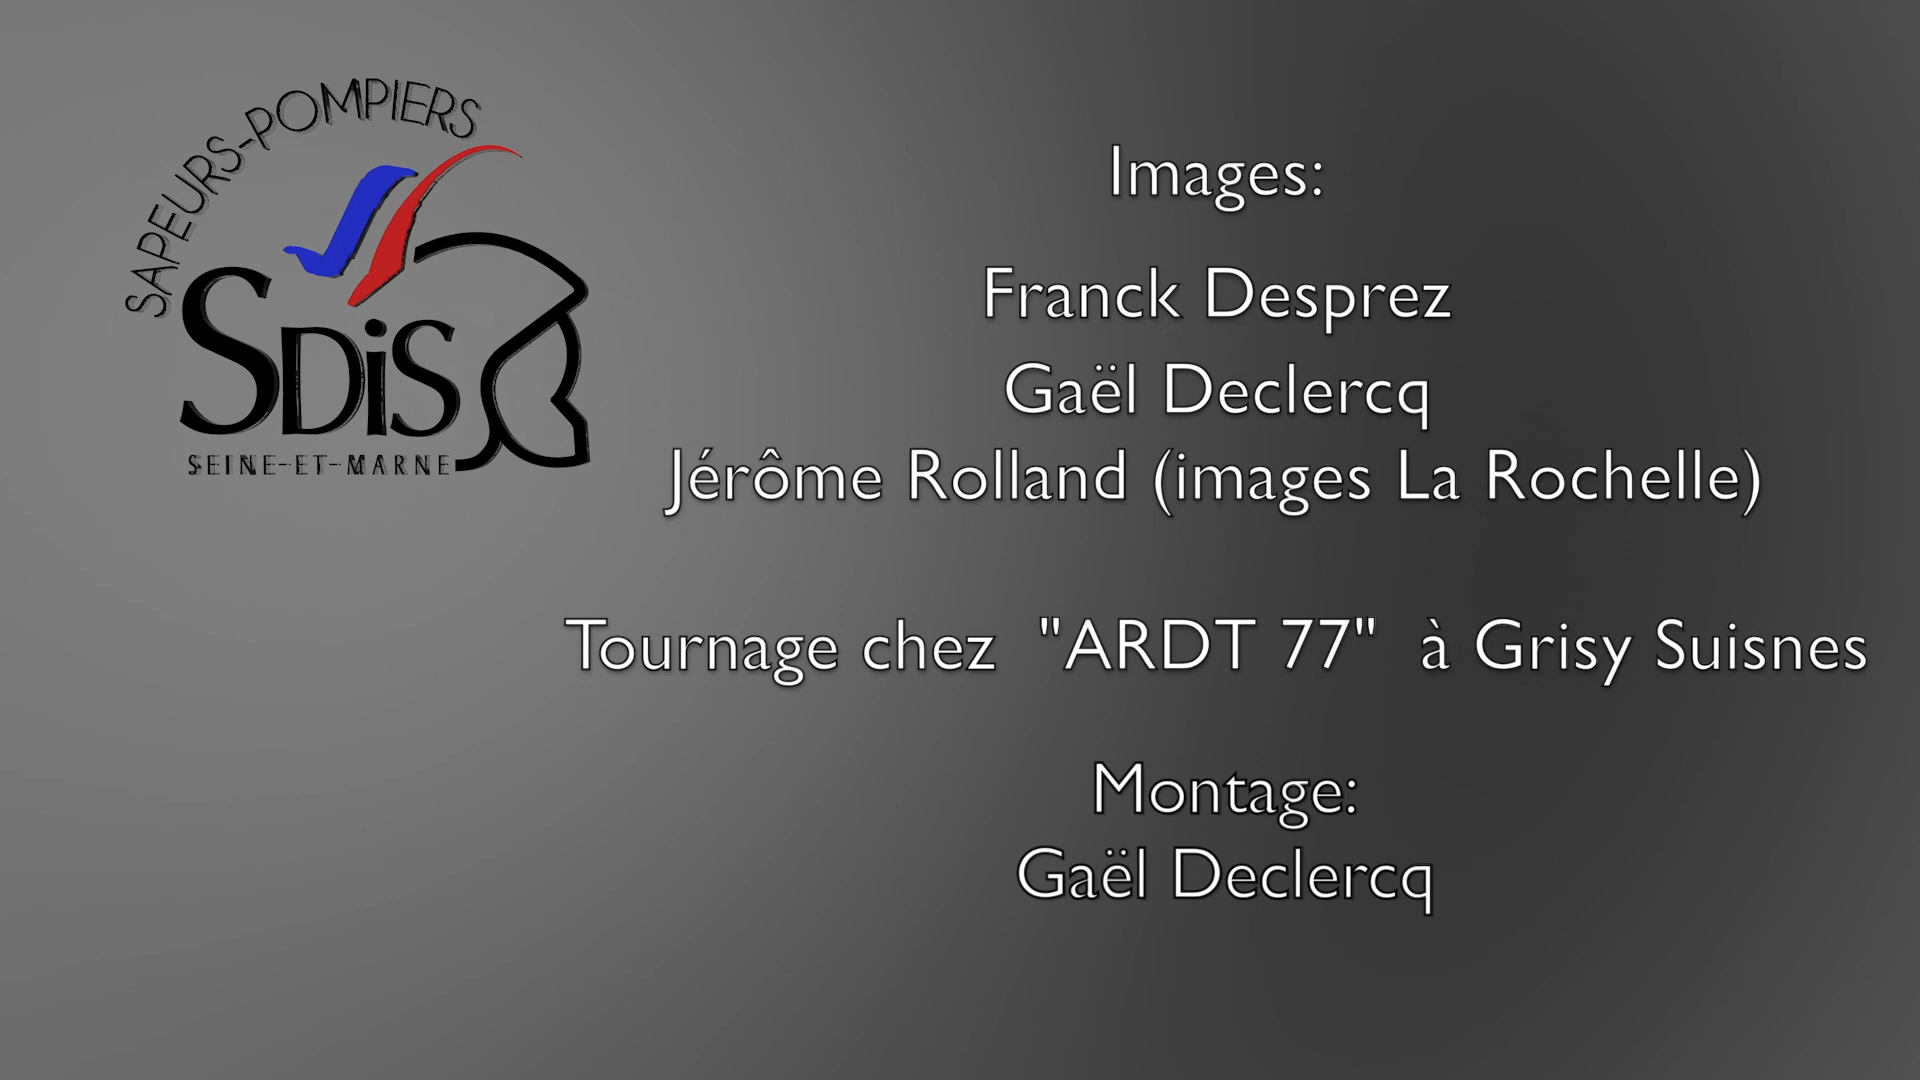 SAPEURS-POMPIERS
SDiS
SEINE-ET-MARNE
Images:
Franck Desprez
Gaël Declercq
Jérôme Rolland (images La Rochelle)
Tournage chez "ARDT 77" à Grisy Suisnes
Montage:
Gaël Declercq